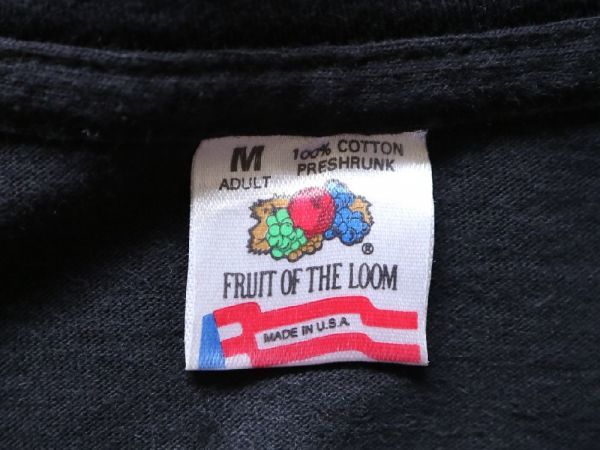 M
ADULT
100% COTTON
PRESHRUNK
®
FRUIT OF THE LOOM
MADE IN U.S.A.